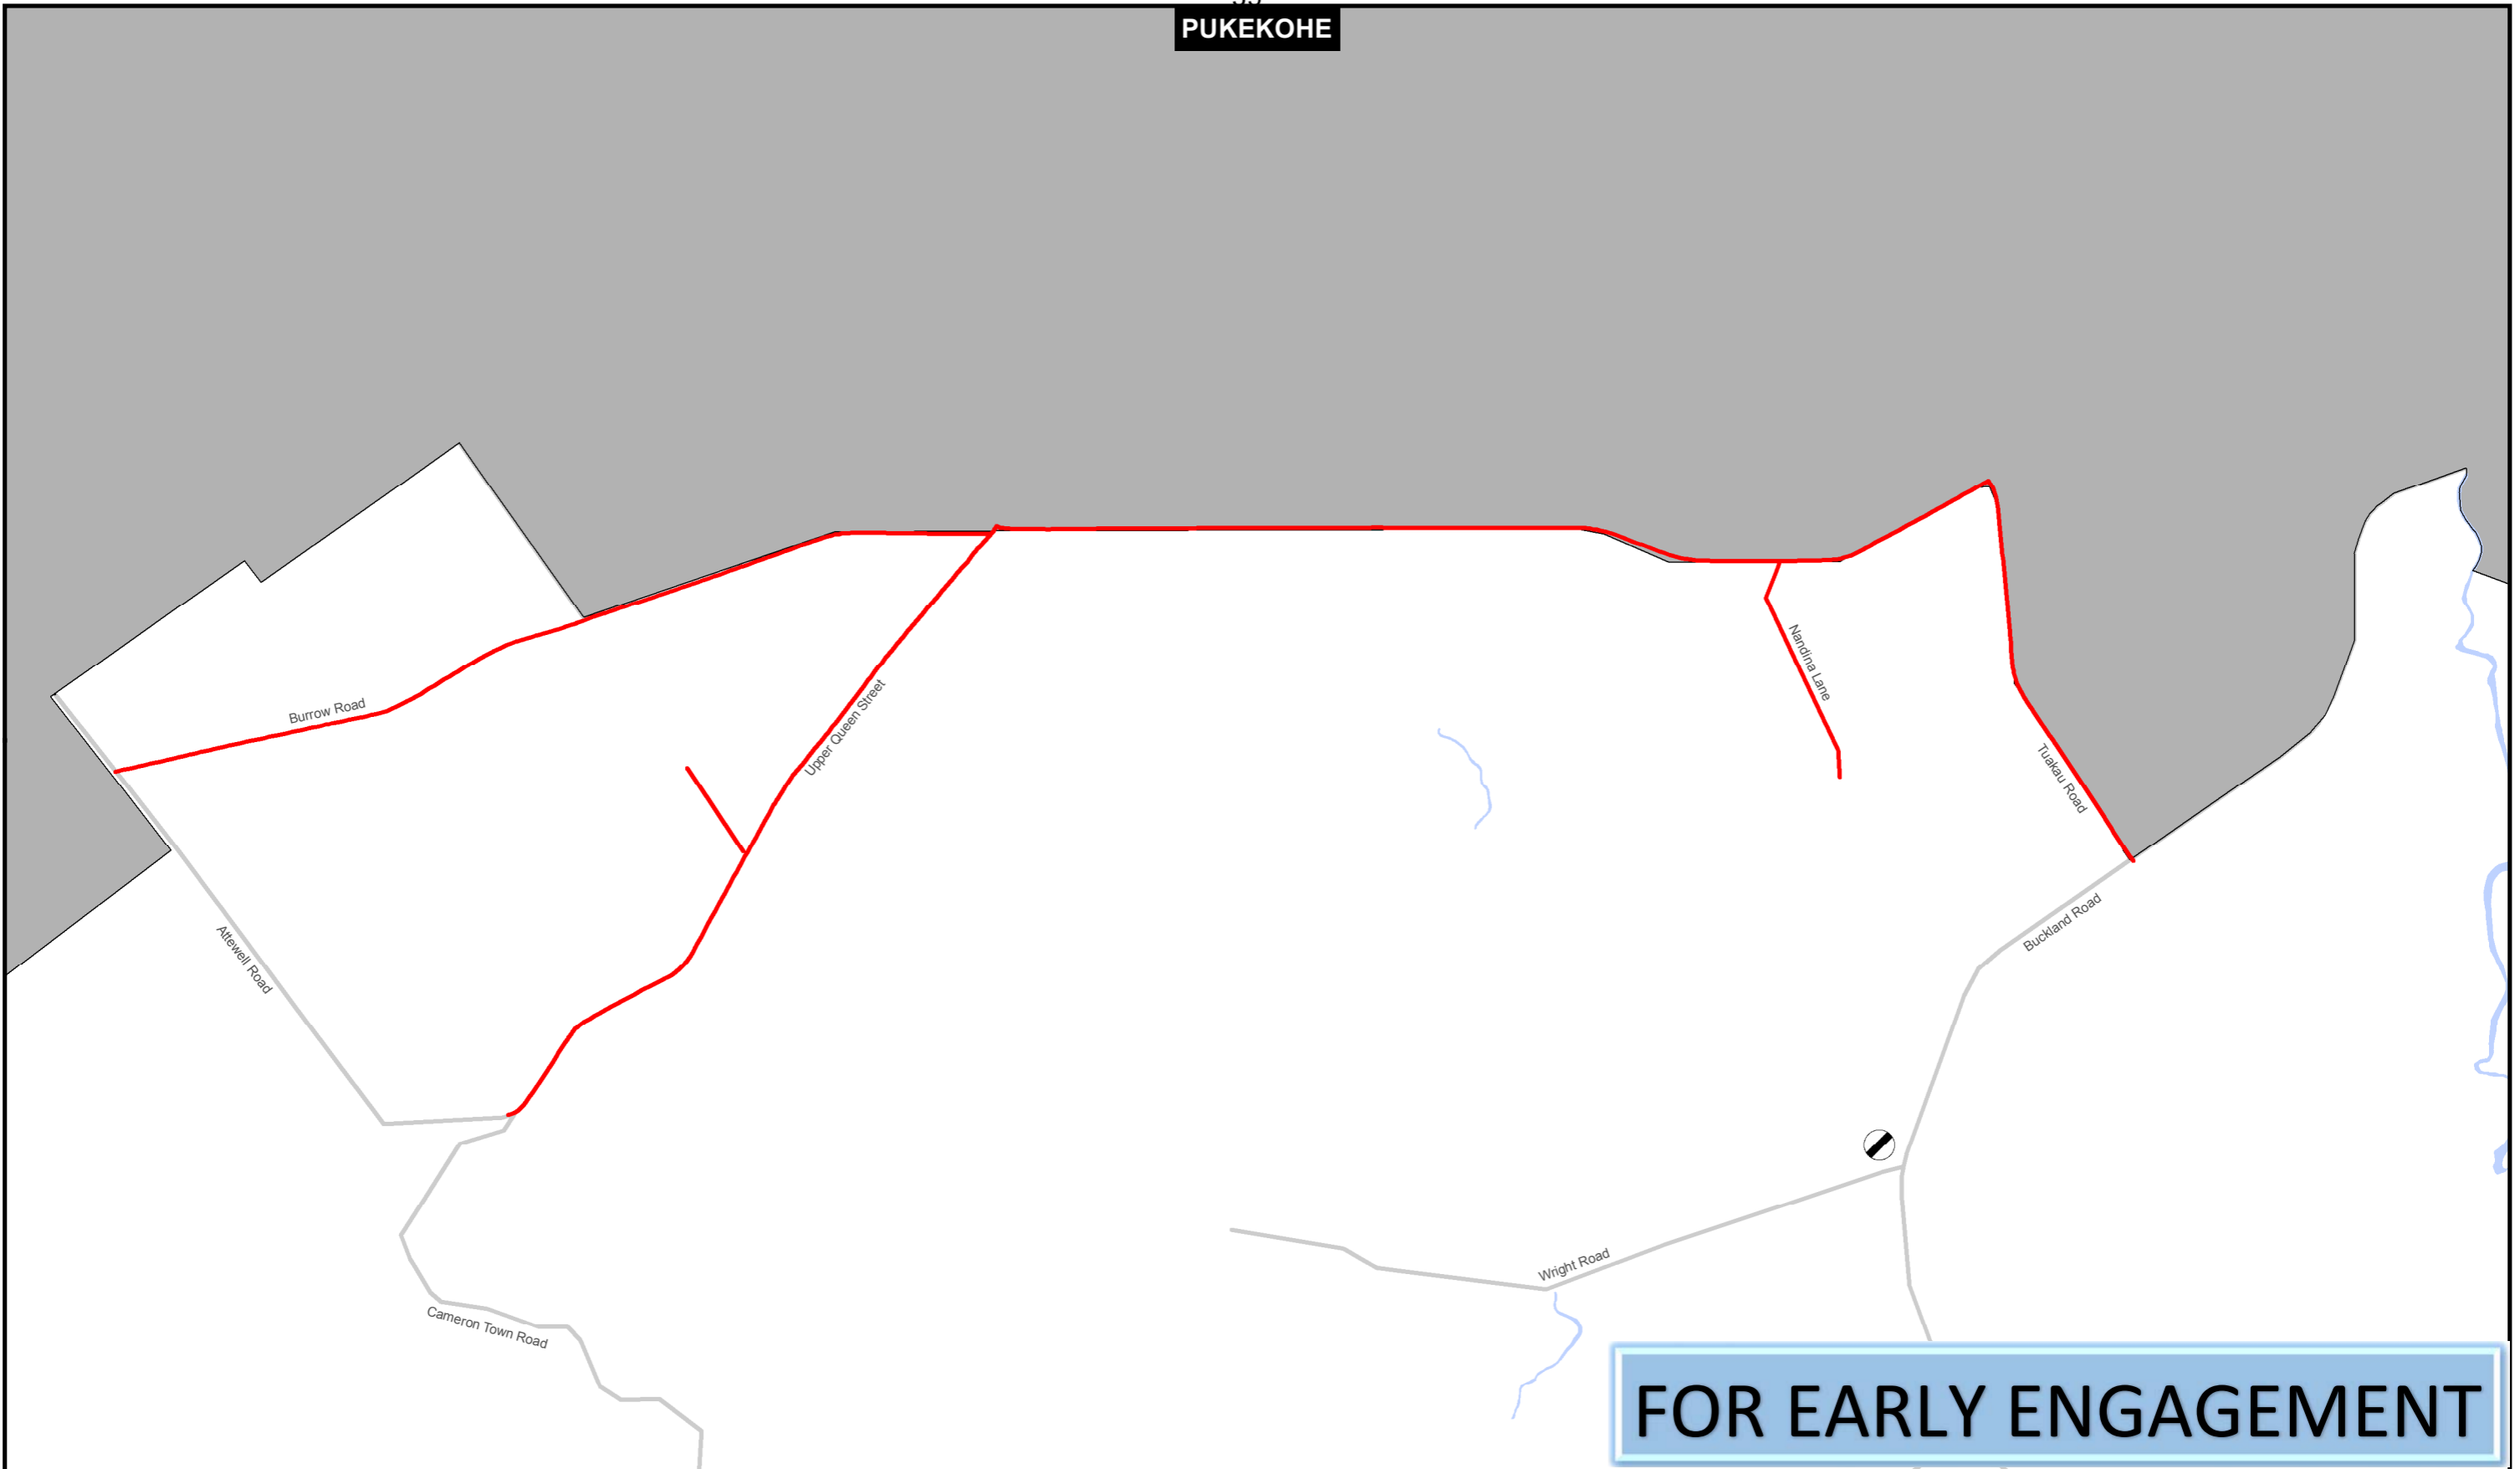 PUKEKOHE
Burrow Road
Upper Queen Street
Nandina Lane
Tuakau Road
Attewell Road
Buckland Road
Wright Road
Cameron Town Road
FOR EARLY ENGAGEMENT